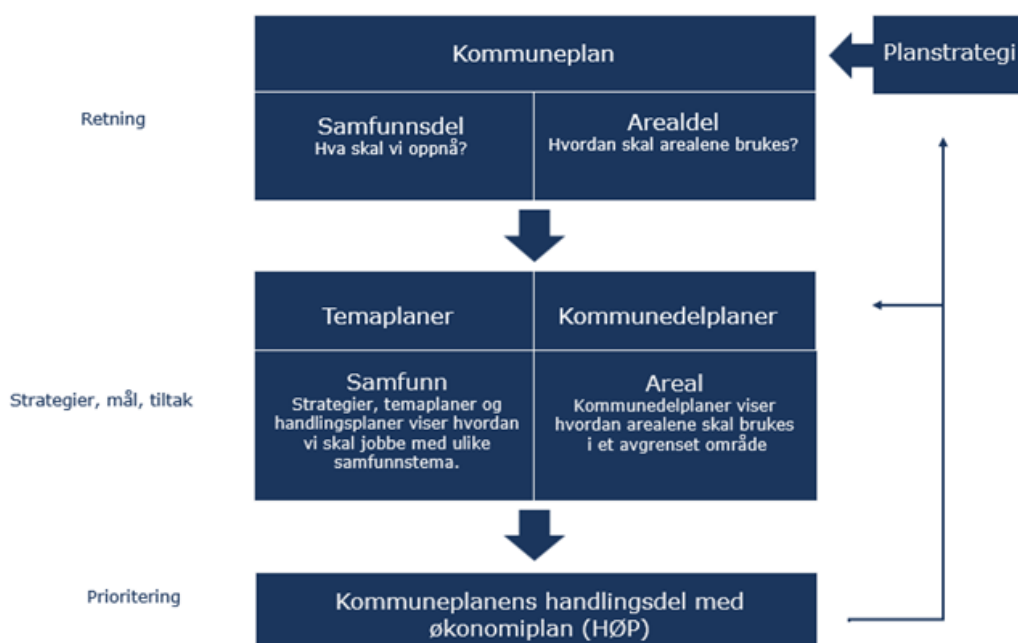 Kommuneplan
Planstrategi
Retning
Samfunnsdel
Hva skal vi oppnå?
Arealdel
Hvordan skal arealene brukes?
Temaplaner
Kommunedelplaner
Strategier, mål, tiltak
Samfunn
Strategier, temaplaner og
handlingsplaner viser hvordan
vi skal jobbe med ulike
samfunnstema.
Areal
Kommunedelplaner viser
hvordan arealene skal brukes
i et avgrenset område
Prioritering
Kommuneplanens handlingsdel med
økonomiplan (HØP)